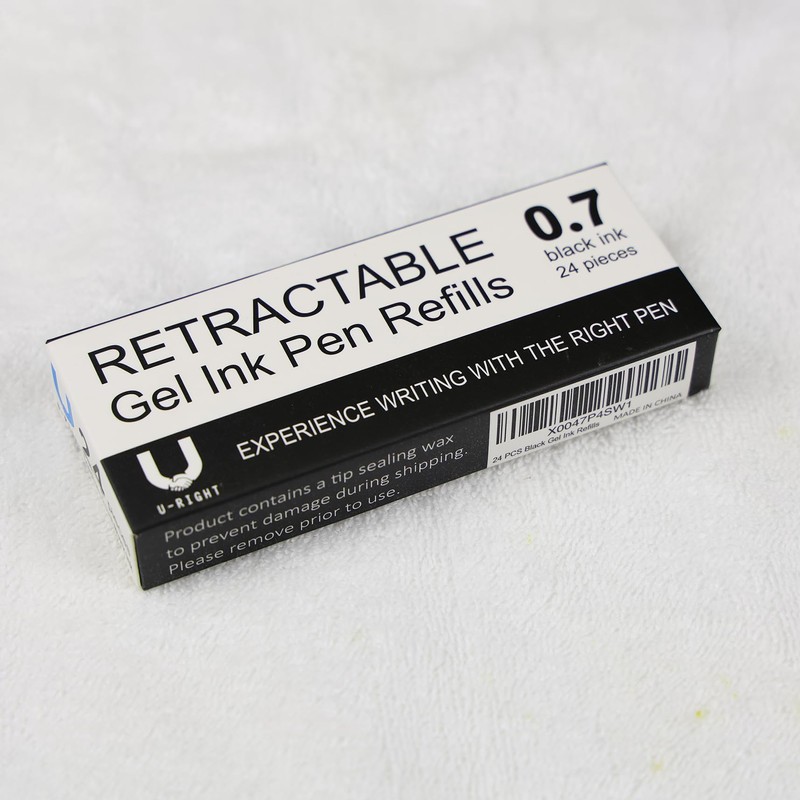 RETRACTABLE
Gel Ink Pen Refills
0.7
black ink
24 pieces
EXPERIENCE WRITING WITH THE RIGHT PEN
U-RIGHT
Product contains a tip sealing wax
to prevent damage during shipping.
Please remove prior to use.
X0047P4SW1
24 PCS Black Gel Ink Refills MADE IN CHINA